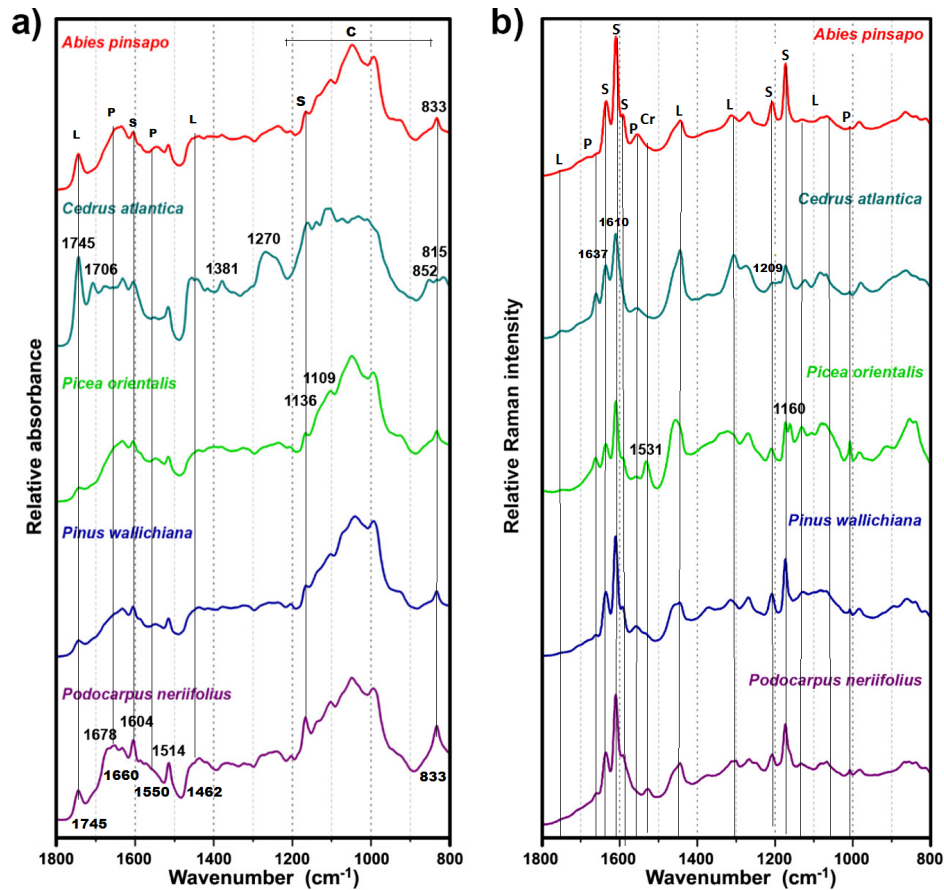 a)
Abies pinsapo
C
L
P
S
P
L
S
833
Cedrus atlantica
1745
1706
1381
1270
815
852
Picea orientalis
1109
1136
Pinus wallichiana
Podocarpus neriifolius
1678
1604
1514
1660
1550
1462
1745
833
1800 1600 1400 1200 1000 800
Wavenumber (cm-1)
Relative absorbance
b)
Abies pinsapo
S
S
S
P
L
P
S
Cr
L
L
S
L
P
Cedrus atlantica
1610
1637
1209
Picea orientalis
1160
1531
Pinus wallichiana
Podocarpus neriifolius
1800 1600 1400 1200 1000 800
Wavenumber (cm-1)
Relative Raman intensity